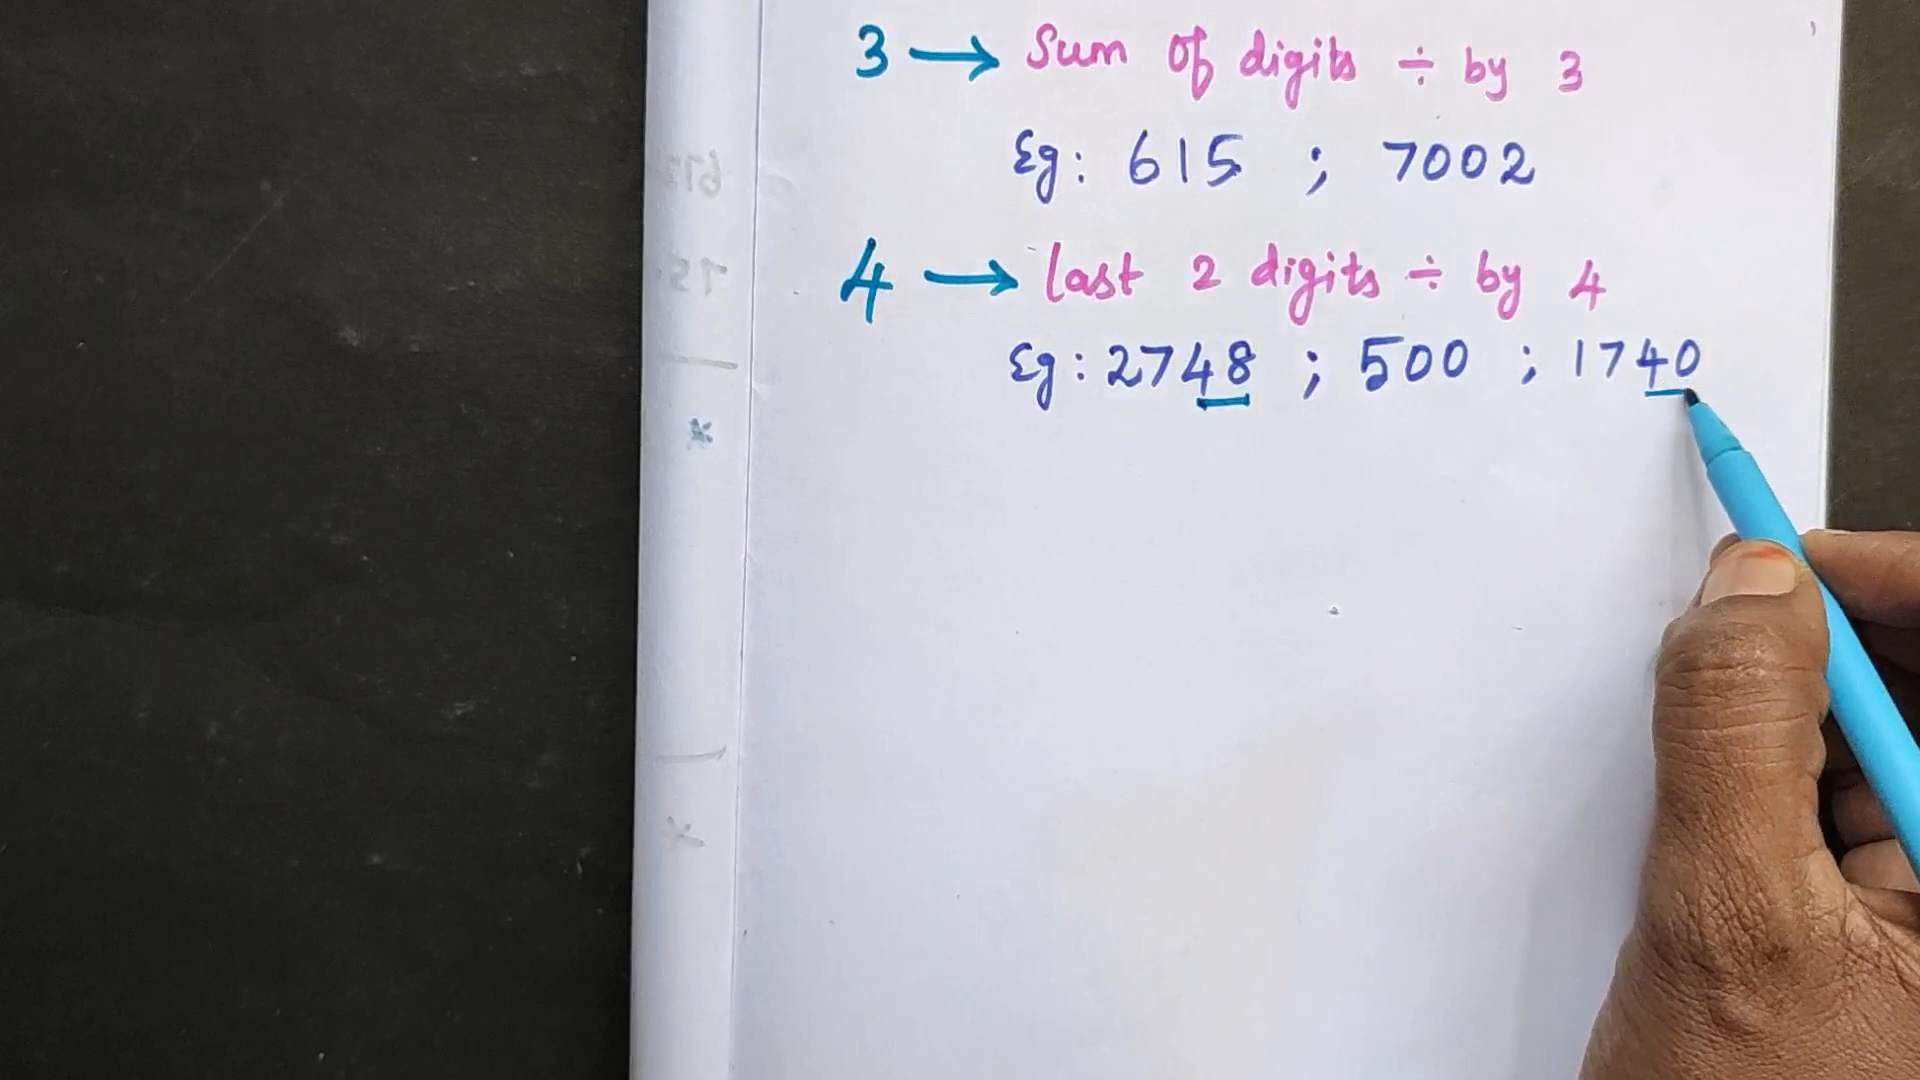 3 → Sum Of digits ÷ by 3
Eg: 615 ; 7002
4 → last 2 digits ÷ by 4
Eg: 2748 ; 500 ; 1740